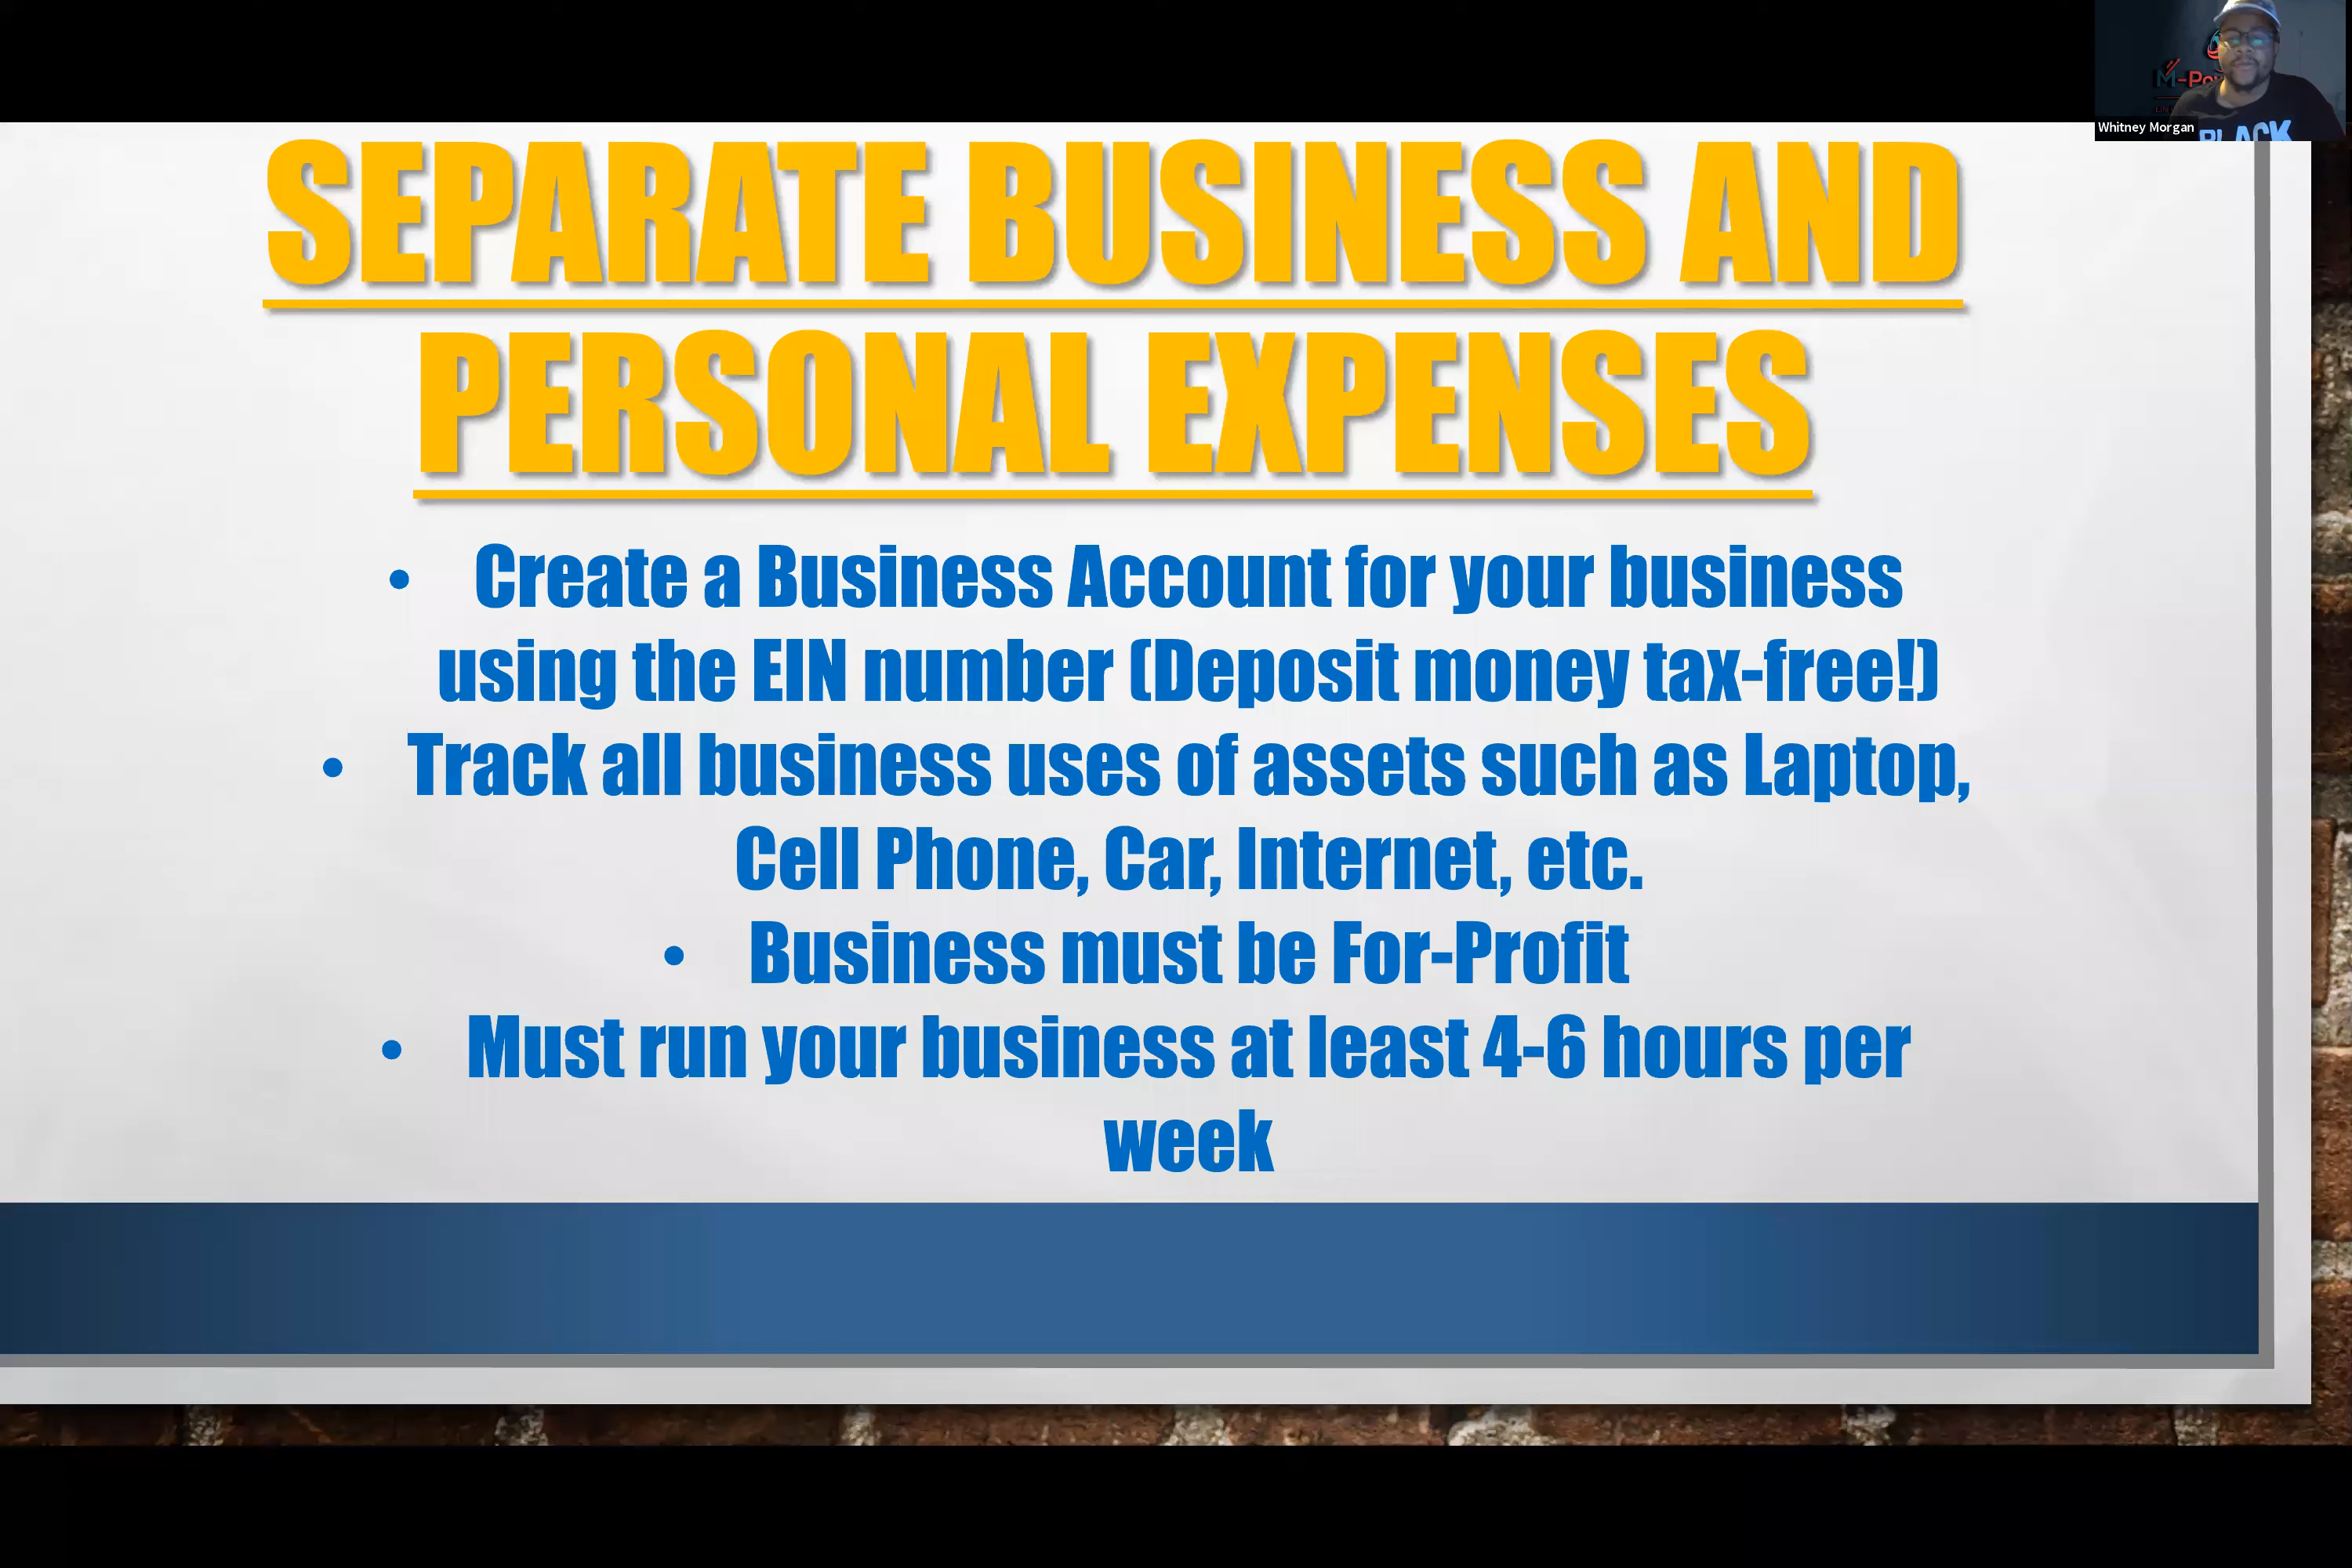 M-Po
Whitney Morgan
BLACK
SEPARATE BUSINESS AND
PERSONAL EXPENSES
• Create a Business Account for your business
using the EIN number (Deposit money tax-free!)
• Track all business uses of assets such as Laptop,
Cell Phone, Car, Internet, etc.
• Business must be For-Profit
• Must run your business at least 4-6 hours per
week